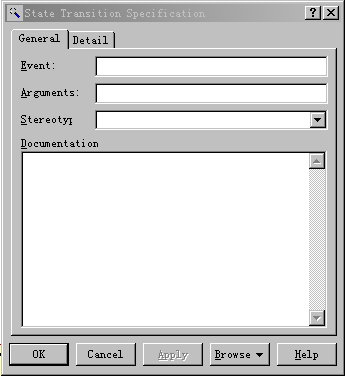 State Transition Specification
General Detail
Event:
Arguments:
Stereoty
Documentation
OK Cancel Apply Browse Help